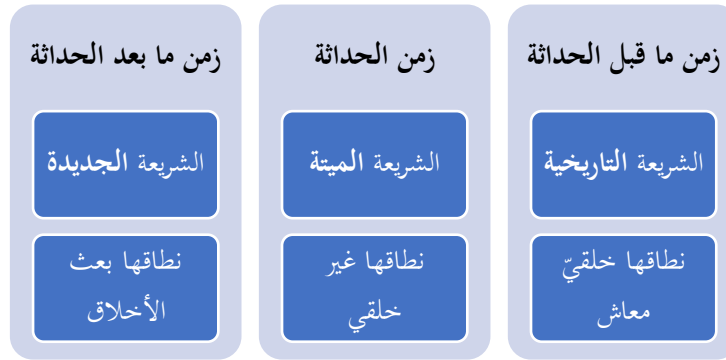 زمن ما قبل الحداثة
الشريعة التاريخية
نطاقها خلقيّ
معاش
زمن الحداثة
الشريعة الميتة
نطاقها غير
خلقي
زمن ما بعد الحداثة
الشريعة الجديدة
نطاقها بعث
الأخلاق